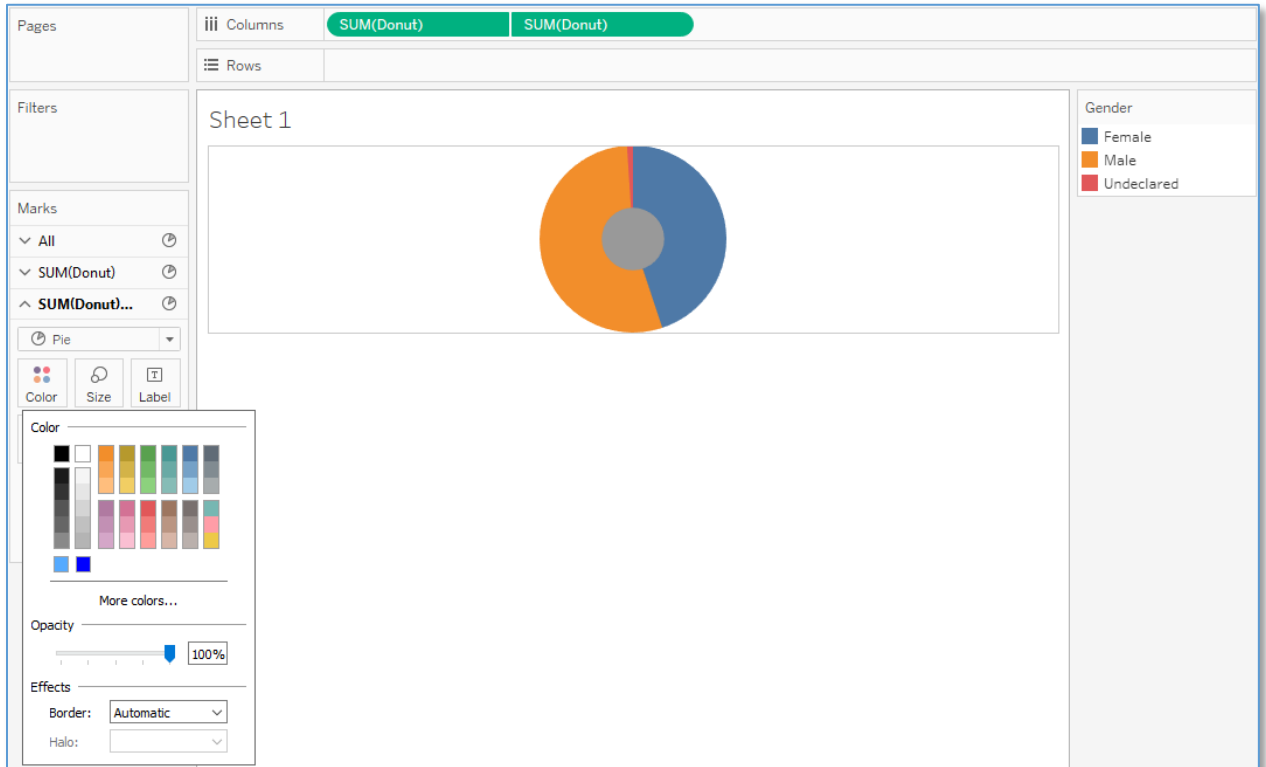 Pages
Columns
SUM(Donut)
SUM(Donut)
Rows
Filters
Sheet 1
Gender
Female
Male
Undeclared
Marks
All
SUM(Donut)
SUM(Donut)...
Pie
Color
Size
Label
Color
More colors...
Opacity
100%
Effects
Border:
Automatic
Halo: